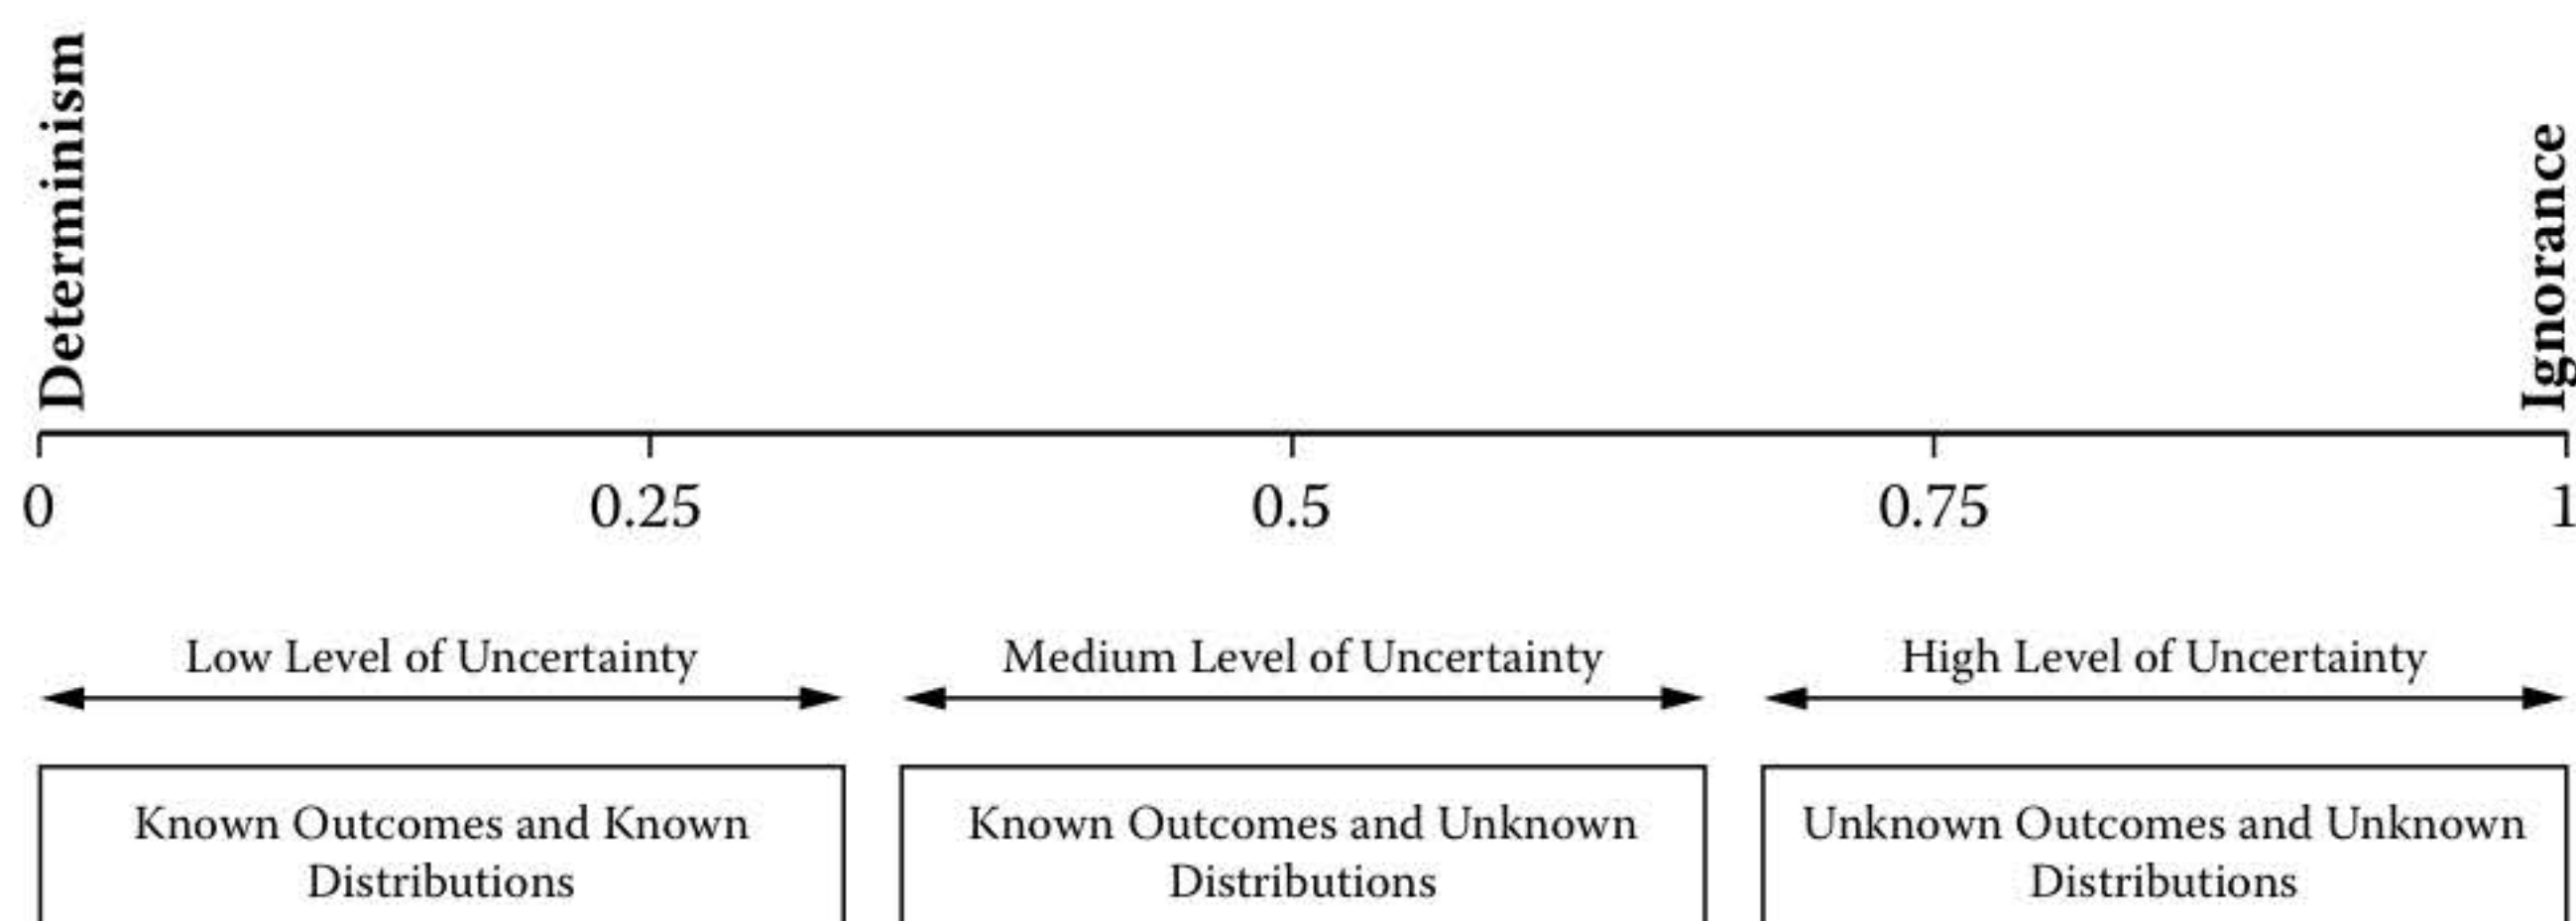 Determinism
Ignorance
0 0.25 0.5 0.75 1
Low Level of Uncertainty
Medium Level of Uncertainty
High Level of Uncertainty
Known Outcomes and Known
Distributions
Known Outcomes and Unknown
Distributions
Unknown Outcomes and Unknown
Distributions